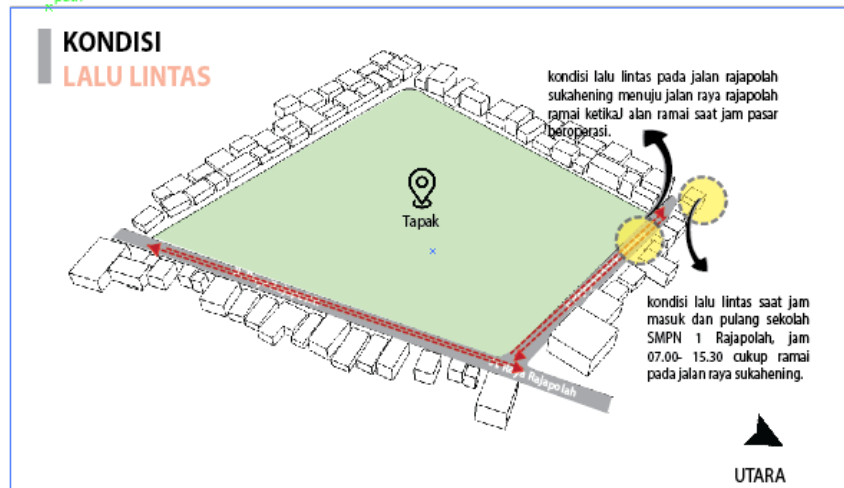 KONDISI
LALU LINTAS
kondisi lalu lintas pada jalan rajapolah
sukahening menuju jalan raya rajapolah
ramai ketikaJ alan ramai saat jam pasar
beroperasi.
Tapak
kondisi lalu lintas saat jam
masuk dan pulang sekolah
SMPN 1 Rajapolah, jam
07.00- 15.30 cukup ramai
pada jalan raya sukahening.
Raya Rajapolah
UTARA